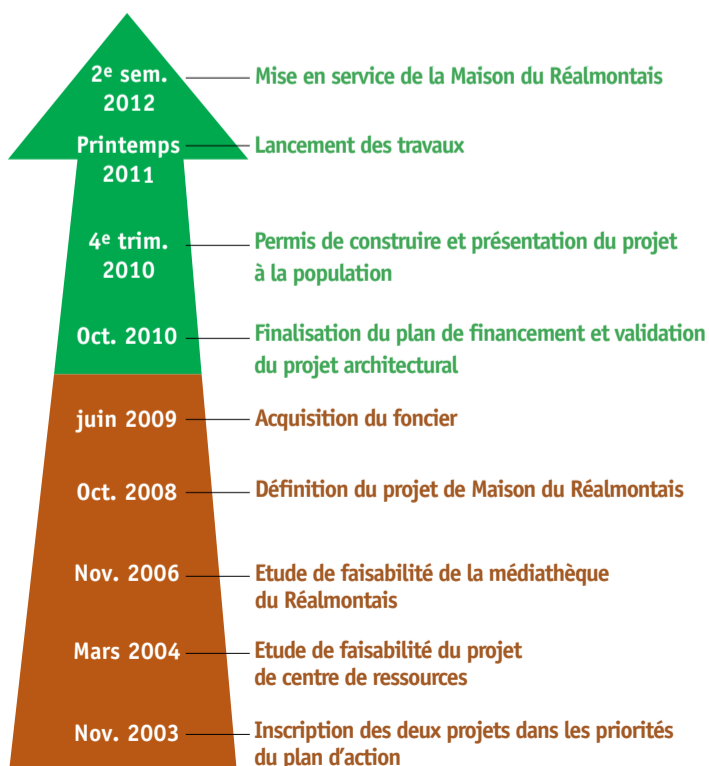 2e sem.
2012
Mise en service de la Maison du Réalmontais
Printemps
2011
Lancement des travaux
4e trim.
2010
Permis de construire et présentation du projet
à la population
Oct. 2010
Finalisation du plan de financement et validation
du projet architectural
juin 2009
Acquisition du foncier
Oct. 2008
Définition du projet de Maison du Réalmontais
Nov. 2006
Etude de faisabilité de la médiathèque
du Réalmontais
Mars 2004
Etude de faisabilité du projet
de centre de ressources
Nov. 2003
Inscription des deux projets dans les priorités
du plan d'action